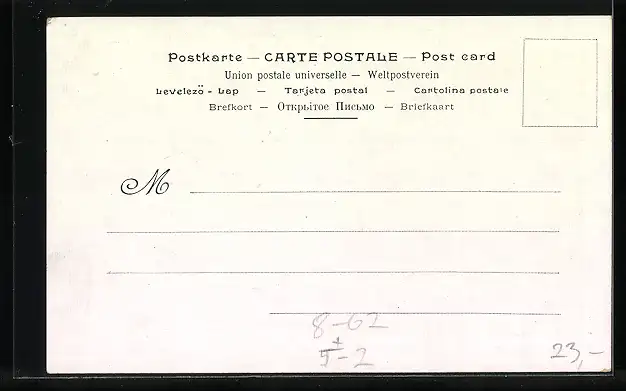 Postkarte — CARTE POSTALE — Post card
Union postale universelle — Weltpostverein
Levelező - Lap — Tarjeta postal — Cartolina postale
Brefkort — Открытое Письмо — Briefkaart
M
8-62
5-2
23,-